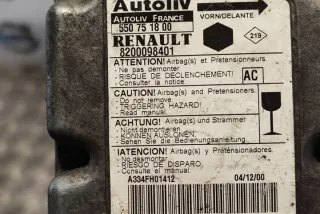 Autoliv
AUTOLIV FRANCE
550 75 18 00
VORN/DELANTE
RENAULT
8200098401
219
ATTENTION! Airbag(s) et Prétensionneurs
- Ne pas demonter
- RISQUE DE DECLENCHEMENT!
- Consulter la notice
AC
CAUTION! Airbag(s) and Pretensioners.
- Do not remove
- TRIGGERING HAZARD!
- Read manual
ACHTUNG! Airbag(s) und Strammer
- Nicht demontieren
- KÖNNEN AUSLÖSEN.
- Sehen Sie die Bedienungsanleitung.
¡ATENCION! Airbag(s) y Pretensionadores.
- No desmontar
- RIESGO DE DISPARO.
- Consulte el manual
A334FH01412
04/12/00